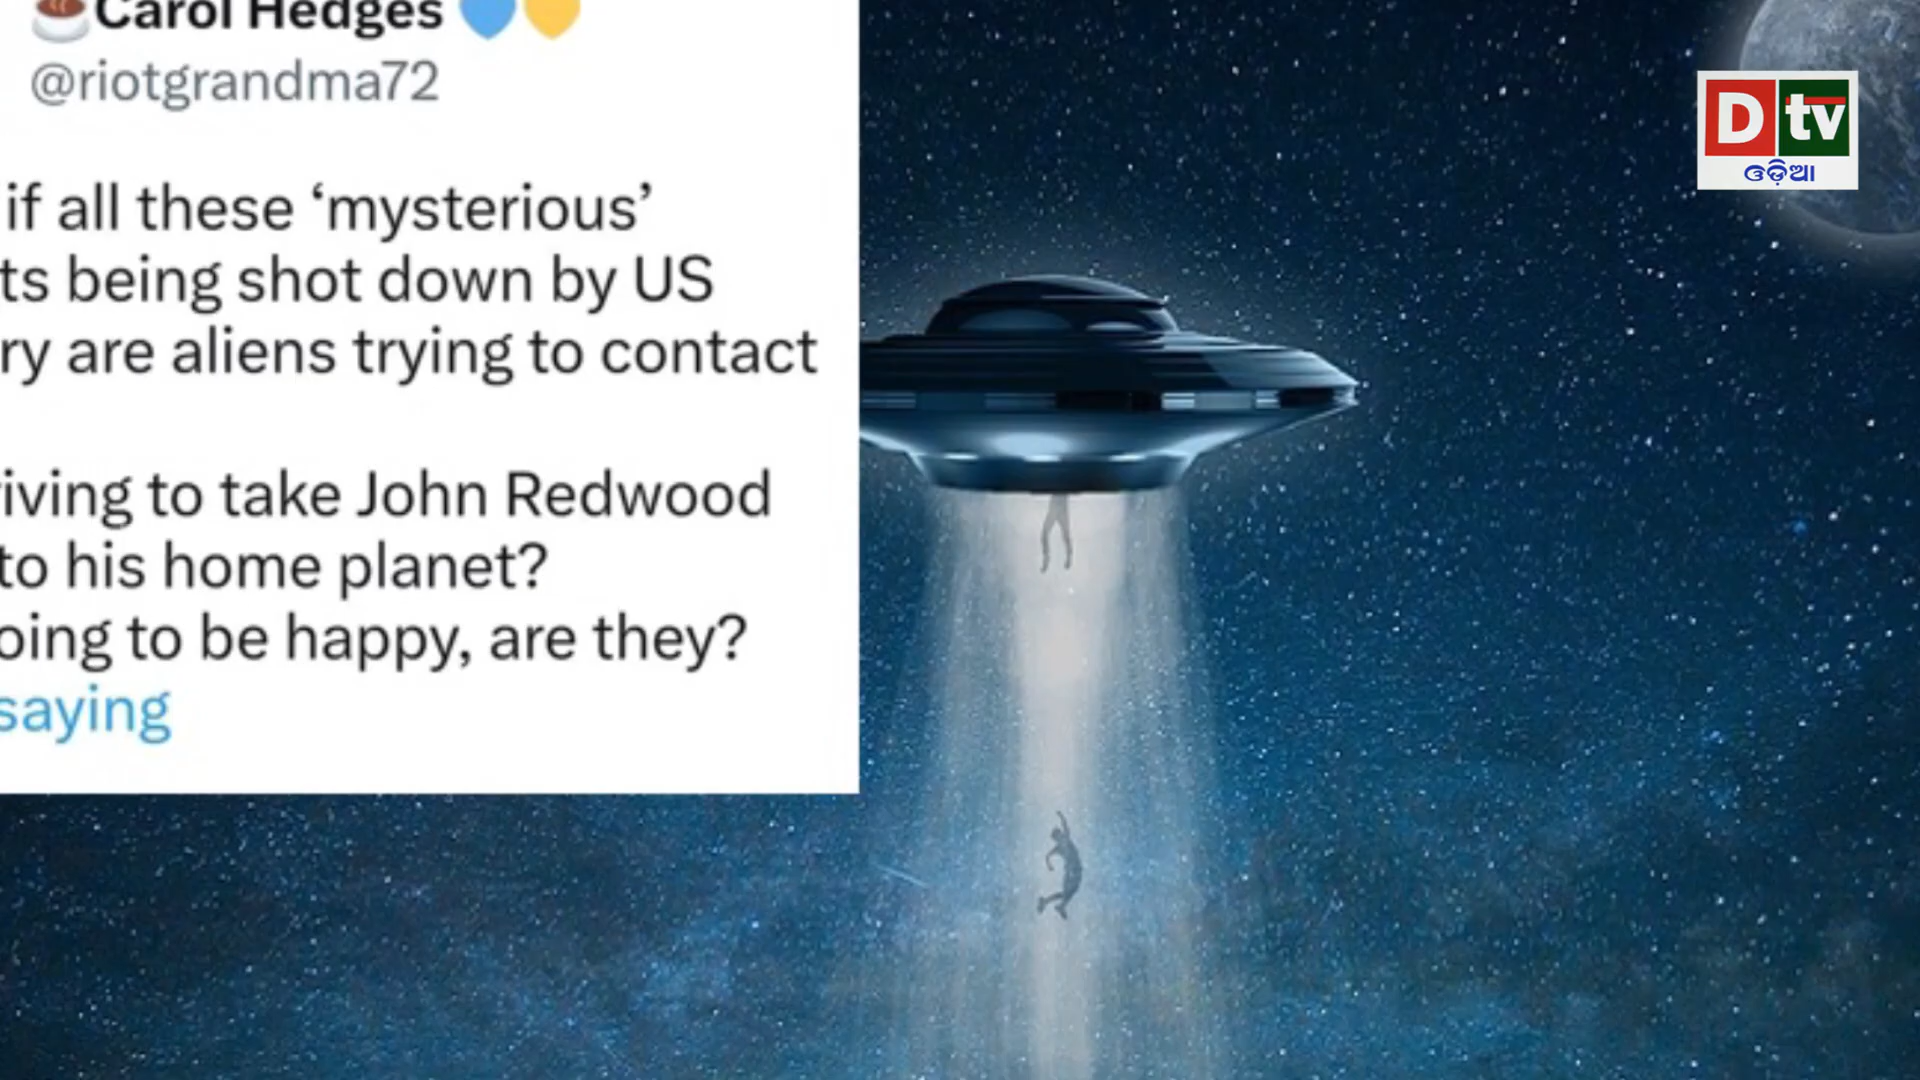 Carol Hedges
@riotgrandma72
if all these ‘mysterious’
ts being shot down by US
ry are aliens trying to contact
iving to take John Redwood
to his home planet?
oing to be happy, are they?
saying
D tv
ଓଡ଼ିଆ